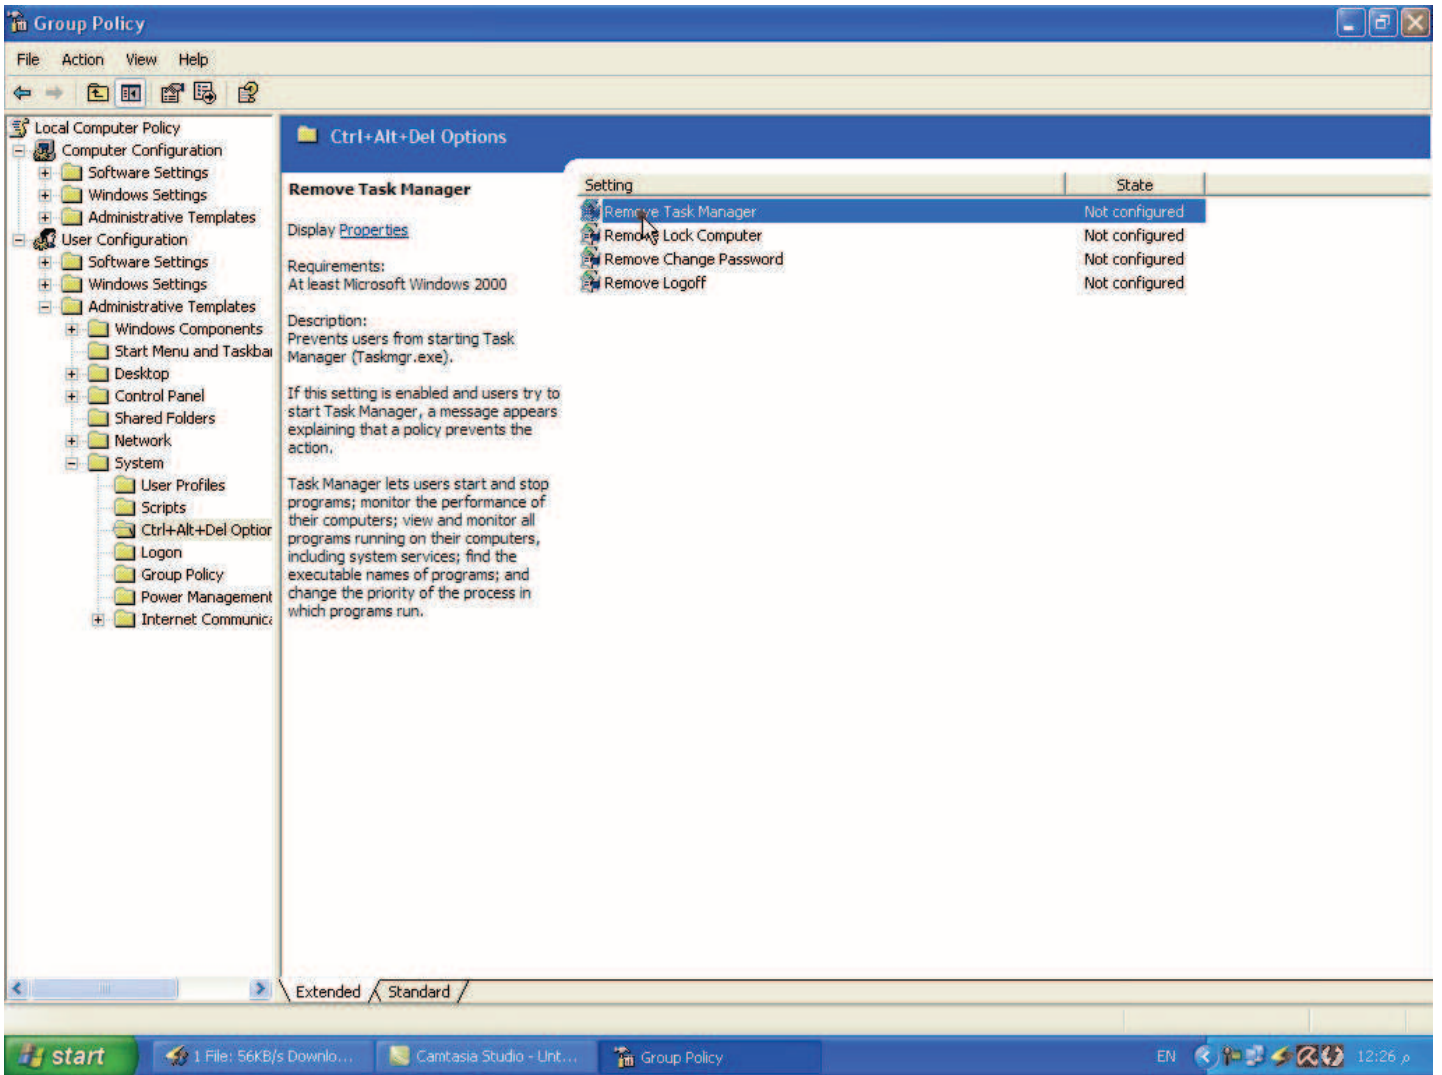 Group Policy
File Action View Help
Local Computer Policy
Computer Configuration
Software Settings
Windows Settings
Administrative Templates
User Configuration
Software Settings
Windows Settings
Administrative Templates
Windows Components
Start Menu and Taskbar
Desktop
Control Panel
Shared Folders
Network
System
User Profiles
Scripts
Ctrl+Alt+Del Option
Logon
Group Policy
Power Management
Internet Communica
Ctrl+Alt+Del Options
Remove Task Manager
Display Properties
Requirements:
At least Microsoft Windows 2000
Description:
Prevents users from starting Task
Manager (Taskmgr.exe).
If this setting is enabled and users try to
start Task Manager, a message appears
explaining that a policy prevents the
action.
Task Manager lets users start and stop
programs; monitor the performance of
their computers; view and monitor all
programs running on their computers,
including system services; find the
executable names of programs; and
change the priority of the process in
which programs run.
Setting State
Remove Task Manager Not configured
Remove Lock Computer Not configured
Remove Change Password Not configured
Remove Logoff Not configured
Extended Standard
start
1 File: 56KB/s Downlo...
Camtasia Studio - Unt...
Group Policy
EN
12:26 م